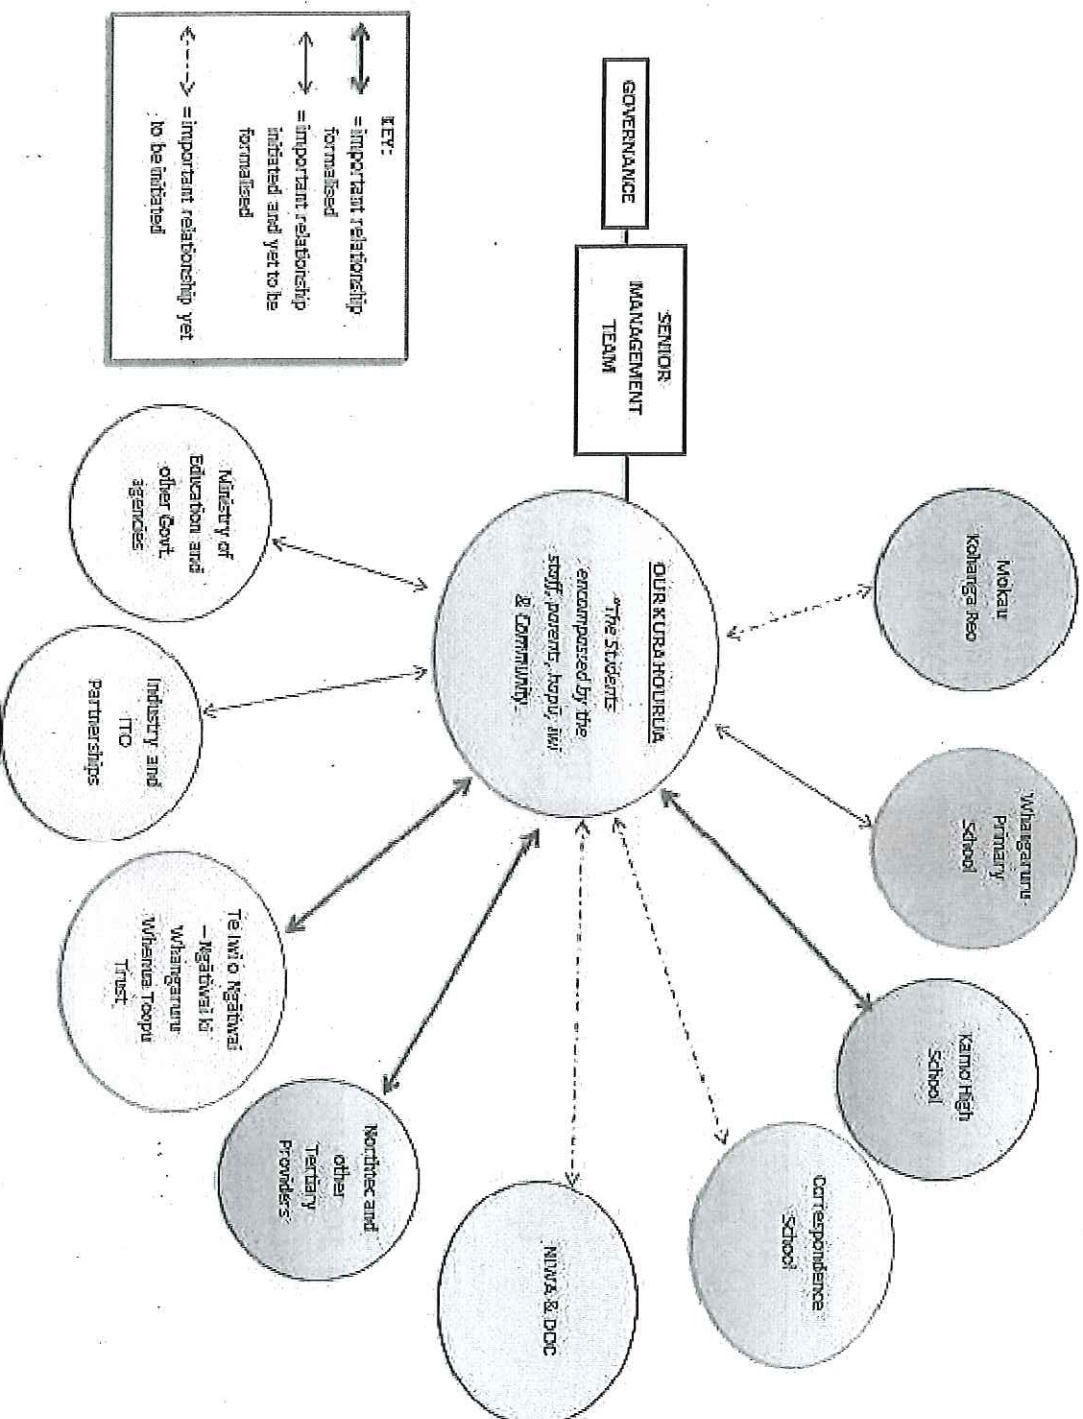 GOVERNANCE
SENIOR
MANAGEMENT
TEAM
KEY:
= important relationship
formalised
= important relationship
initiated and yet to be
formalised
= important relationship yet
to be initiated
OUR KURAHOURUA
"The Students
encompassed by the
staff, parents, hapū, iwi
& Community
Mokau
Kohanga Reo
Whangaruru
Primary
School
Kamo High
School
Correspondence
School
NIWA & DOC
Northtec and
other
Tertiary
Providers
Te Iwi o Ngātiwai
– Ngātiwai ki
Whangaruru
Whenua Toopu
Trust
Industry and
ITO
Partnerships
Ministry of
Education and
other Govt.
agencies